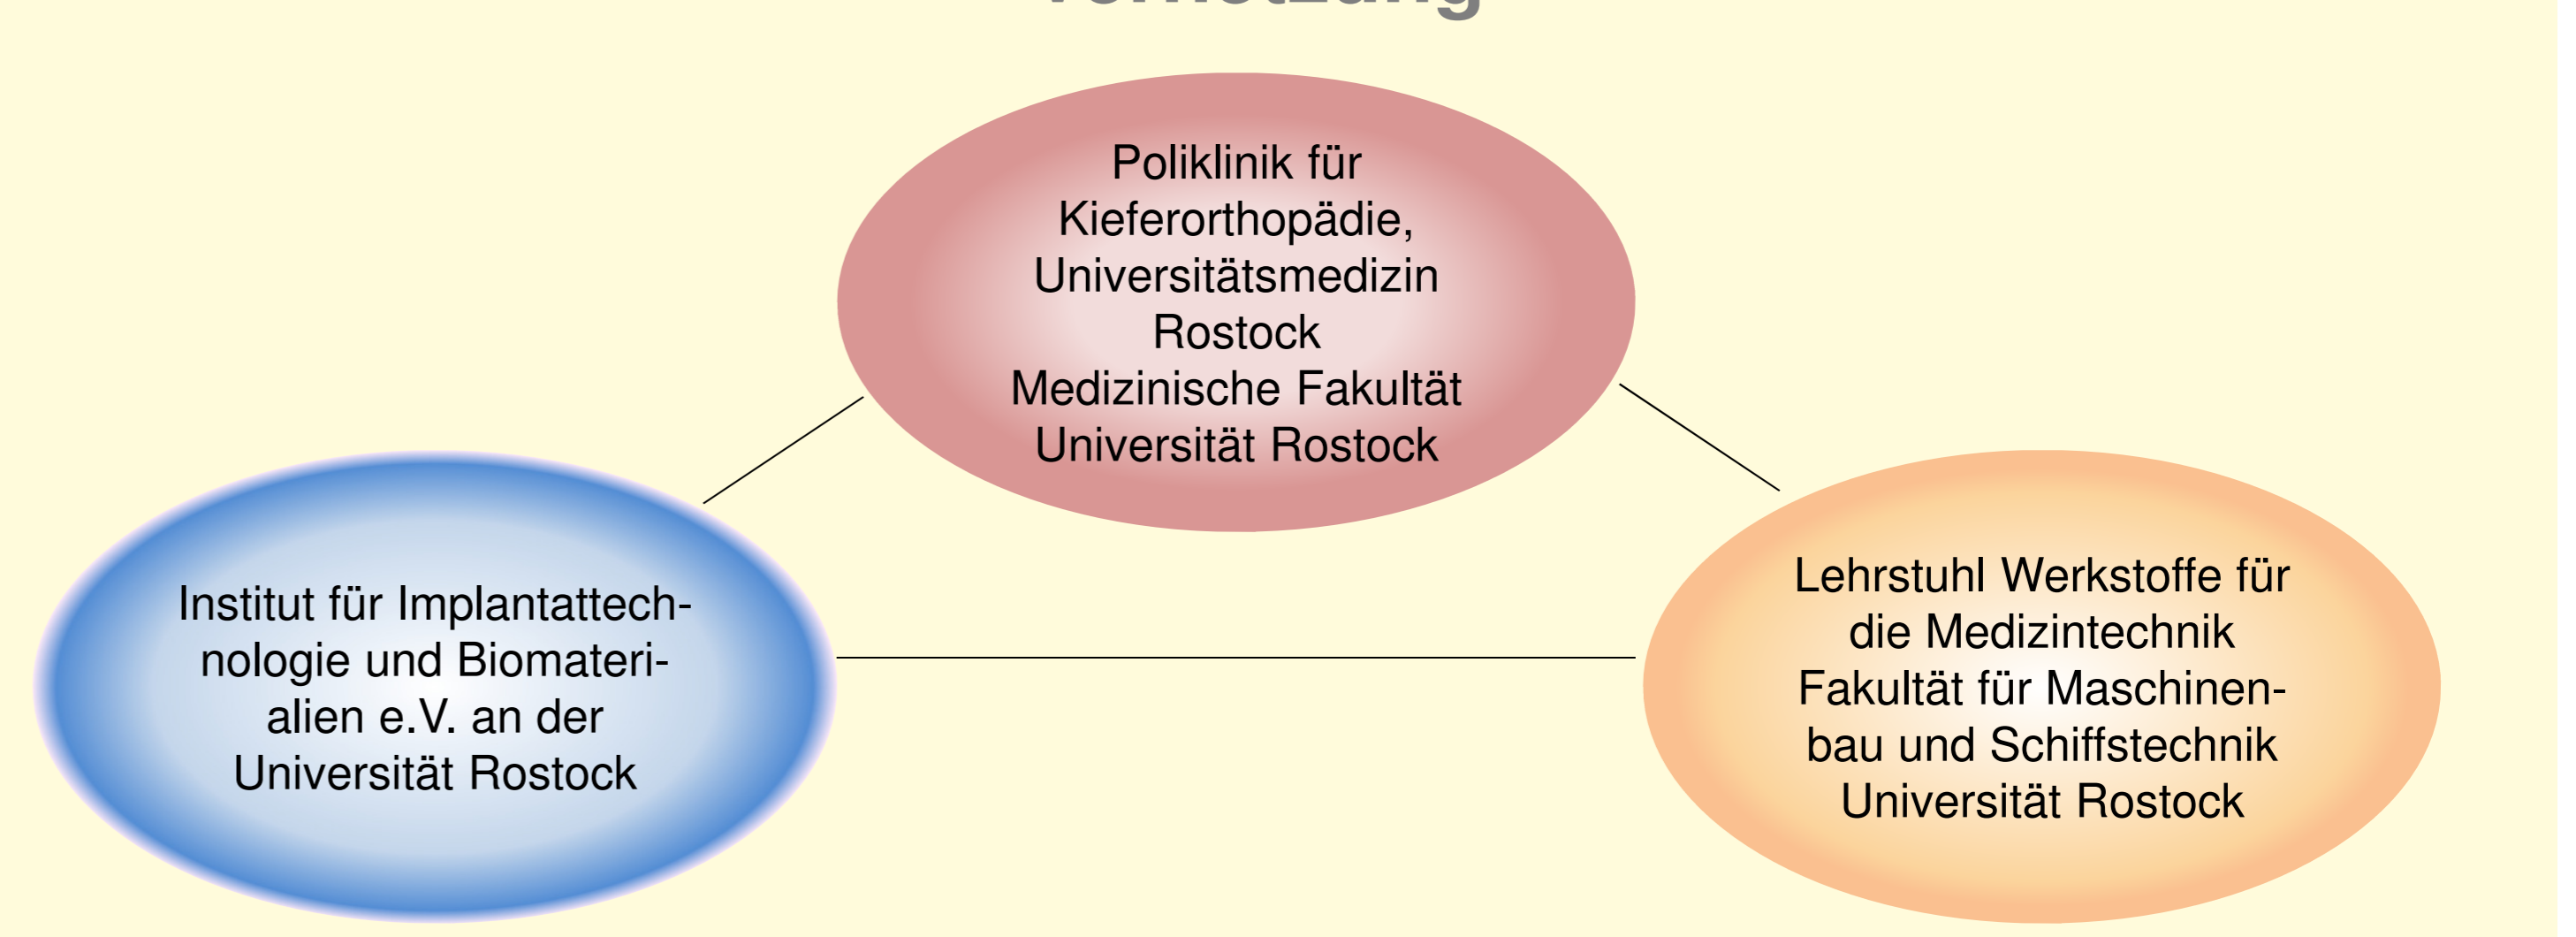 Vernetzung
Poliklinik für
Kieferorthopädie,
Universitätsmedizin
Rostock
Medizinische Fakultät
Universität Rostock
Institut für Implantattech-
nologie und Biomateri-
alien e.V. an der
Universität Rostock
Lehrstuhl Werkstoffe für
die Medizintechnik
Fakultät für Maschinen-
bau und Schiffstechnik
Universität Rostock